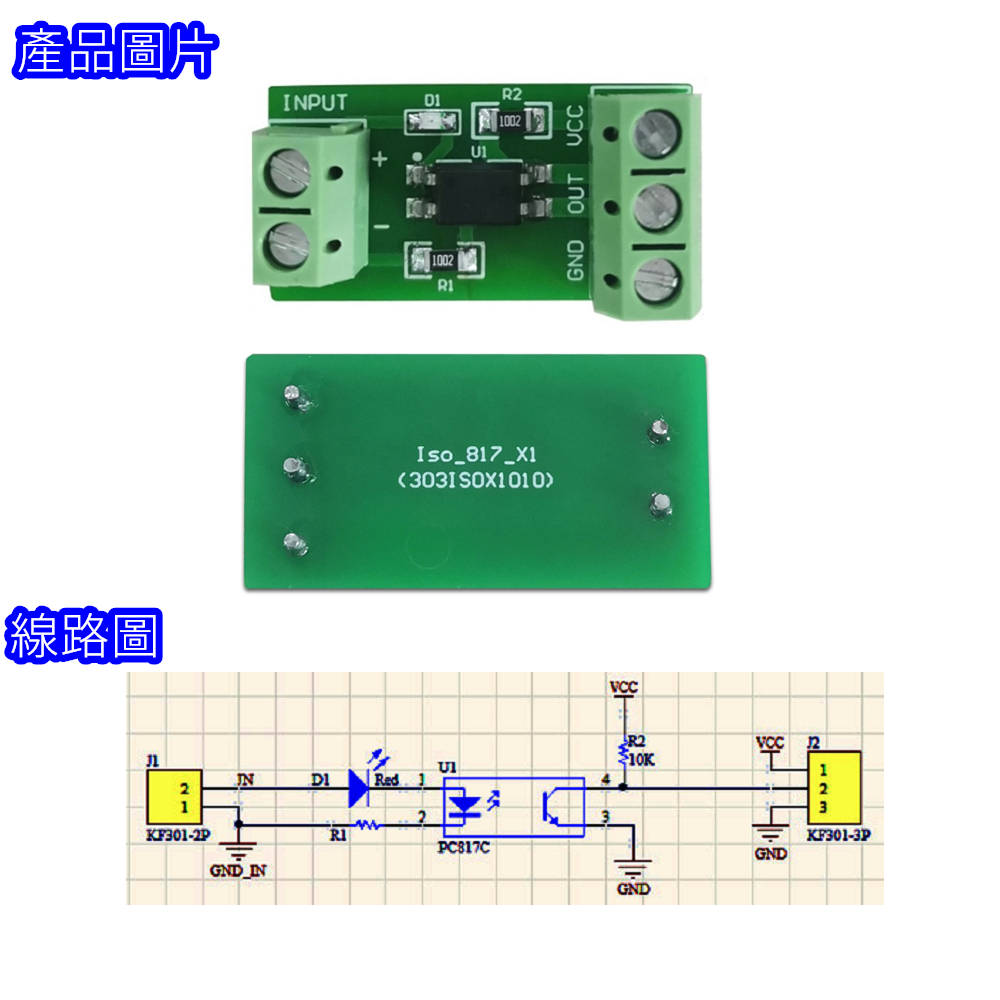 產品圖片
INPUT
D1
R2
1002
VCC
U1
+
OUT
-
GND
1002
R1
Iso_817_X1
(303ISOX1010)
線路圖
VCC
R2
10K
VCC
J2
J1
IN
D1
Red
1
U1
4
1
2
2
1
3
R1
2
3
KF301-2P
PC817C
KF301-3P
GND_IN
GND
GND